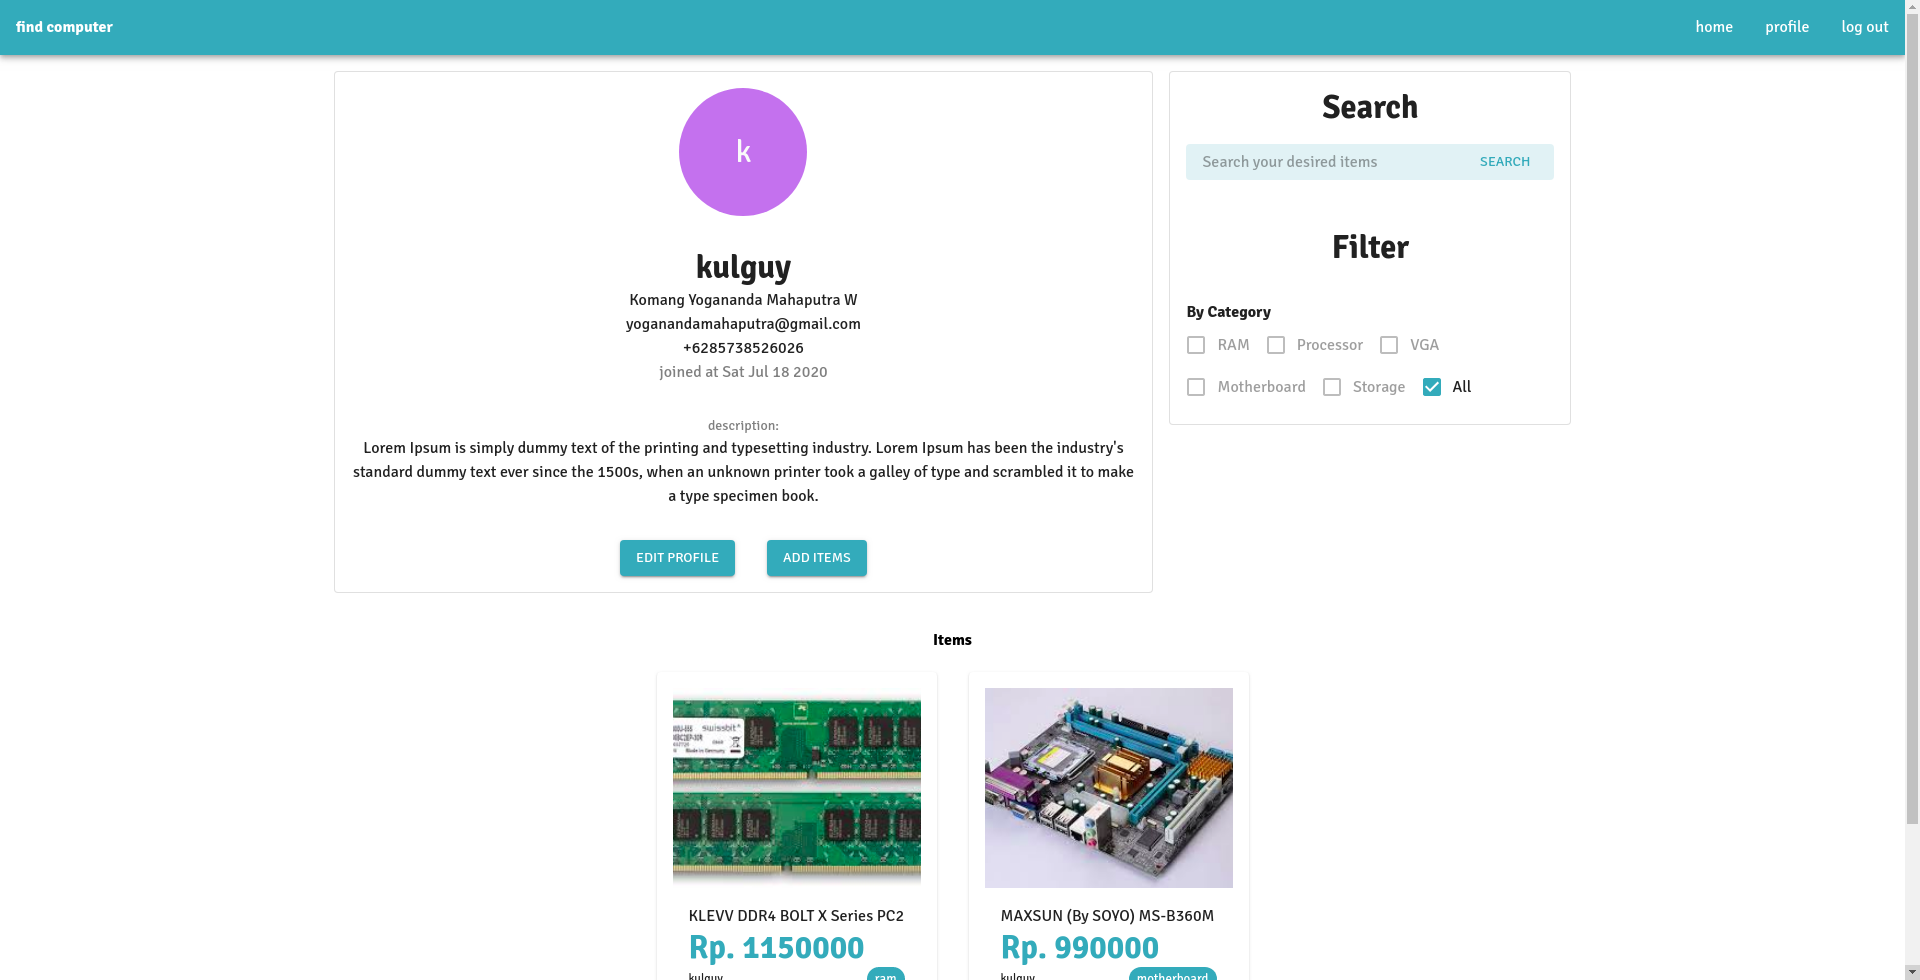 find computer
home
profile
log out
k
kulguy
Komang Yogananda Mahaputra W
yoganandamahaputra@gmail.com
+6285738526026
joined at Sat Jul 18 2020
description:
Lorem Ipsum is simply dummy text of the printing and typesetting industry. Lorem Ipsum has been the industry's
standard dummy text ever since the 1500s, when an unknown printer took a galley of type and scrambled it to make
a type specimen book.
EDIT PROFILE
ADD ITEMS
Search
Search your desired items
SEARCH
Filter
By Category
RAM
Processor
VGA
Motherboard
Storage
All
Items
swissbit
Made in Germany
KLEVV DDR4 BOLT X Series PC2
Rp. 1150000
kulguy
ram
MAXSUN (By SOYO) MS-B360M
Rp. 990000
kulguy
motherboard